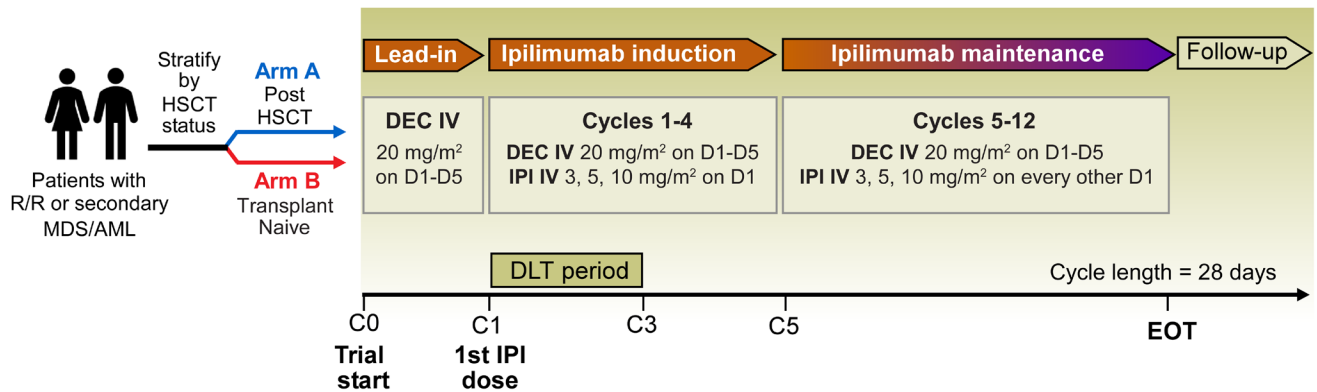 Patients with
R/R or secondary
MDS/AML
Stratify
by
HSCT
status
Arm A
Post
HSCT
Arm B
Transplant
Naive
Lead-in
Ipilimumab induction
Ipilimumab maintenance
Follow-up
DEC IV
20 mg/m²
on D1-D5
Cycles 1-4
DEC IV 20 mg/m² on D1-D5
IPI IV 3, 5, 10 mg/m² on D1
Cycles 5-12
DEC IV 20 mg/m² on D1-D5
IPI IV 3, 5, 10 mg/m² on every other D1
DLT period
Cycle length = 28 days
C0
C1
C3
C5
EOT
Trial
start
1st IPI
dose